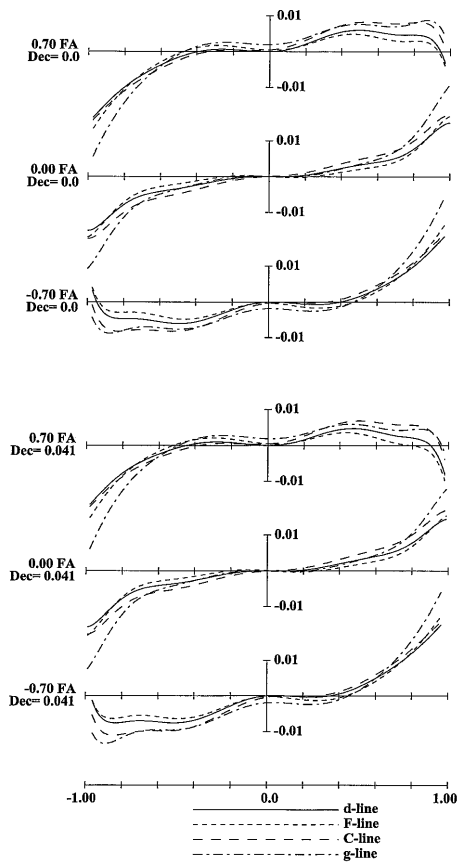 0.01
0.70 FA
Dec= 0.0
-0.01
0.01
0.00 FA
Dec= 0.0
-0.01
0.01
-0.70 FA
Dec= 0.0
-0.01
0.01
0.70 FA
Dec= 0.041
-0.01
0.01
0.00 FA
Dec= 0.041
-0.01
0.01
-0.70 FA
Dec= 0.041
-0.01
-1.00 0.0 1.00
d-line
F-line
C-line
g-line